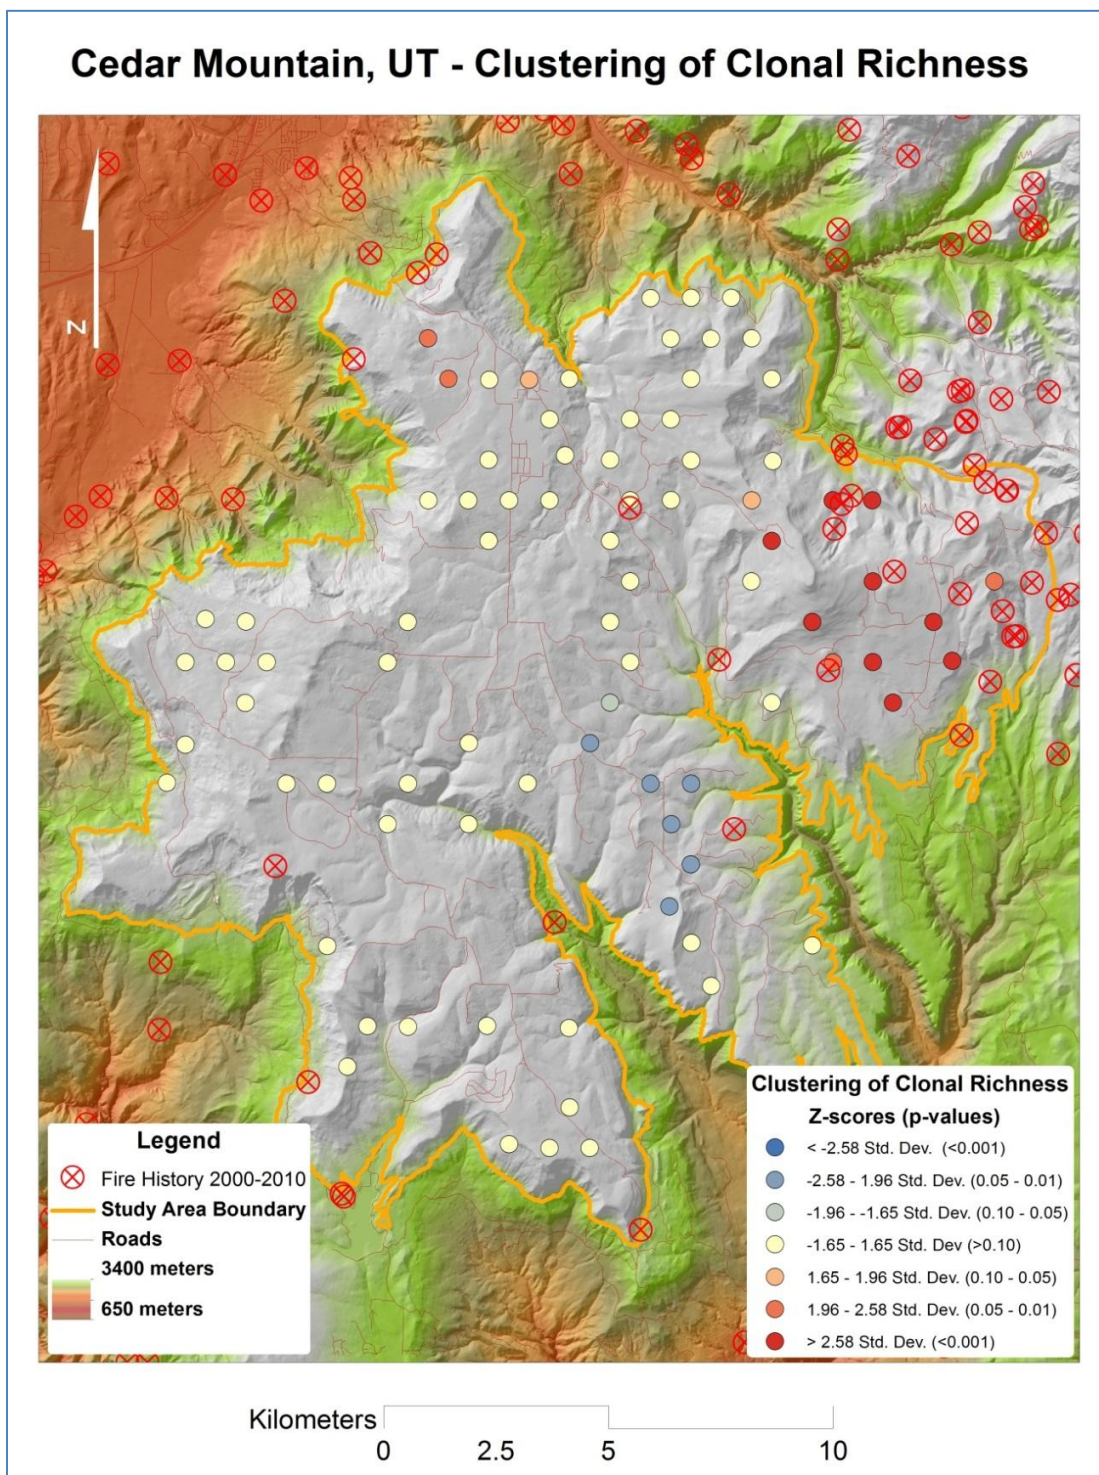 Cedar Mountain, UT - Clustering of Clonal Richness
N
Legend
Fire History 2000-2010
Study Area Boundary
Roads
3400 meters
650 meters
Clustering of Clonal Richness
Z-scores (p-values)
< -2.58 Std. Dev. (<0.001)
-2.58 - 1.96 Std. Dev. (0.05 - 0.01)
-1.96 - -1.65 Std. Dev. (0.10 - 0.05)
-1.65 - 1.65 Std. Dev (>0.10)
1.65 - 1.96 Std. Dev. (0.10 - 0.05)
1.96 - 2.58 Std. Dev. (0.05 - 0.01)
> 2.58 Std. Dev. (<0.001)
Kilometers
0 2.5 5 10